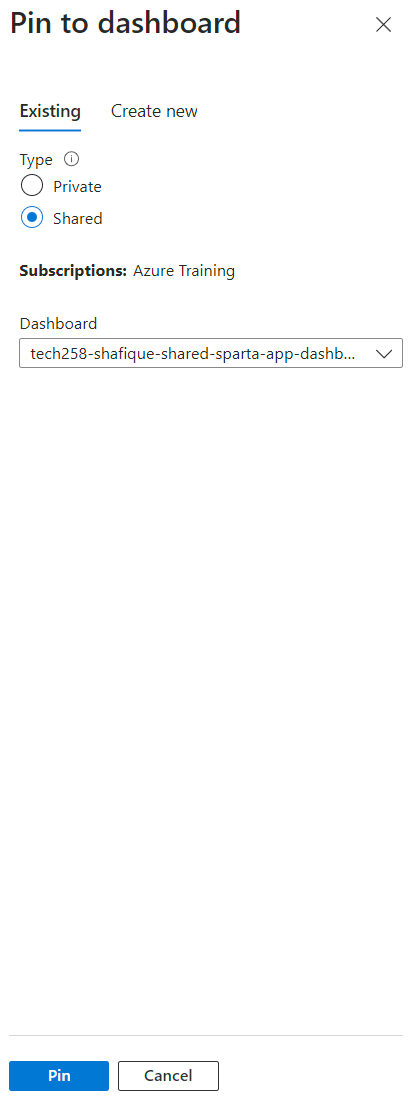 Pin to dashboard
Existing Create new
Type
Private
Shared
Subscriptions: Azure Training
Dashboard
tech258-shafique-shared-sparta-app-dashb...
Pin Cancel